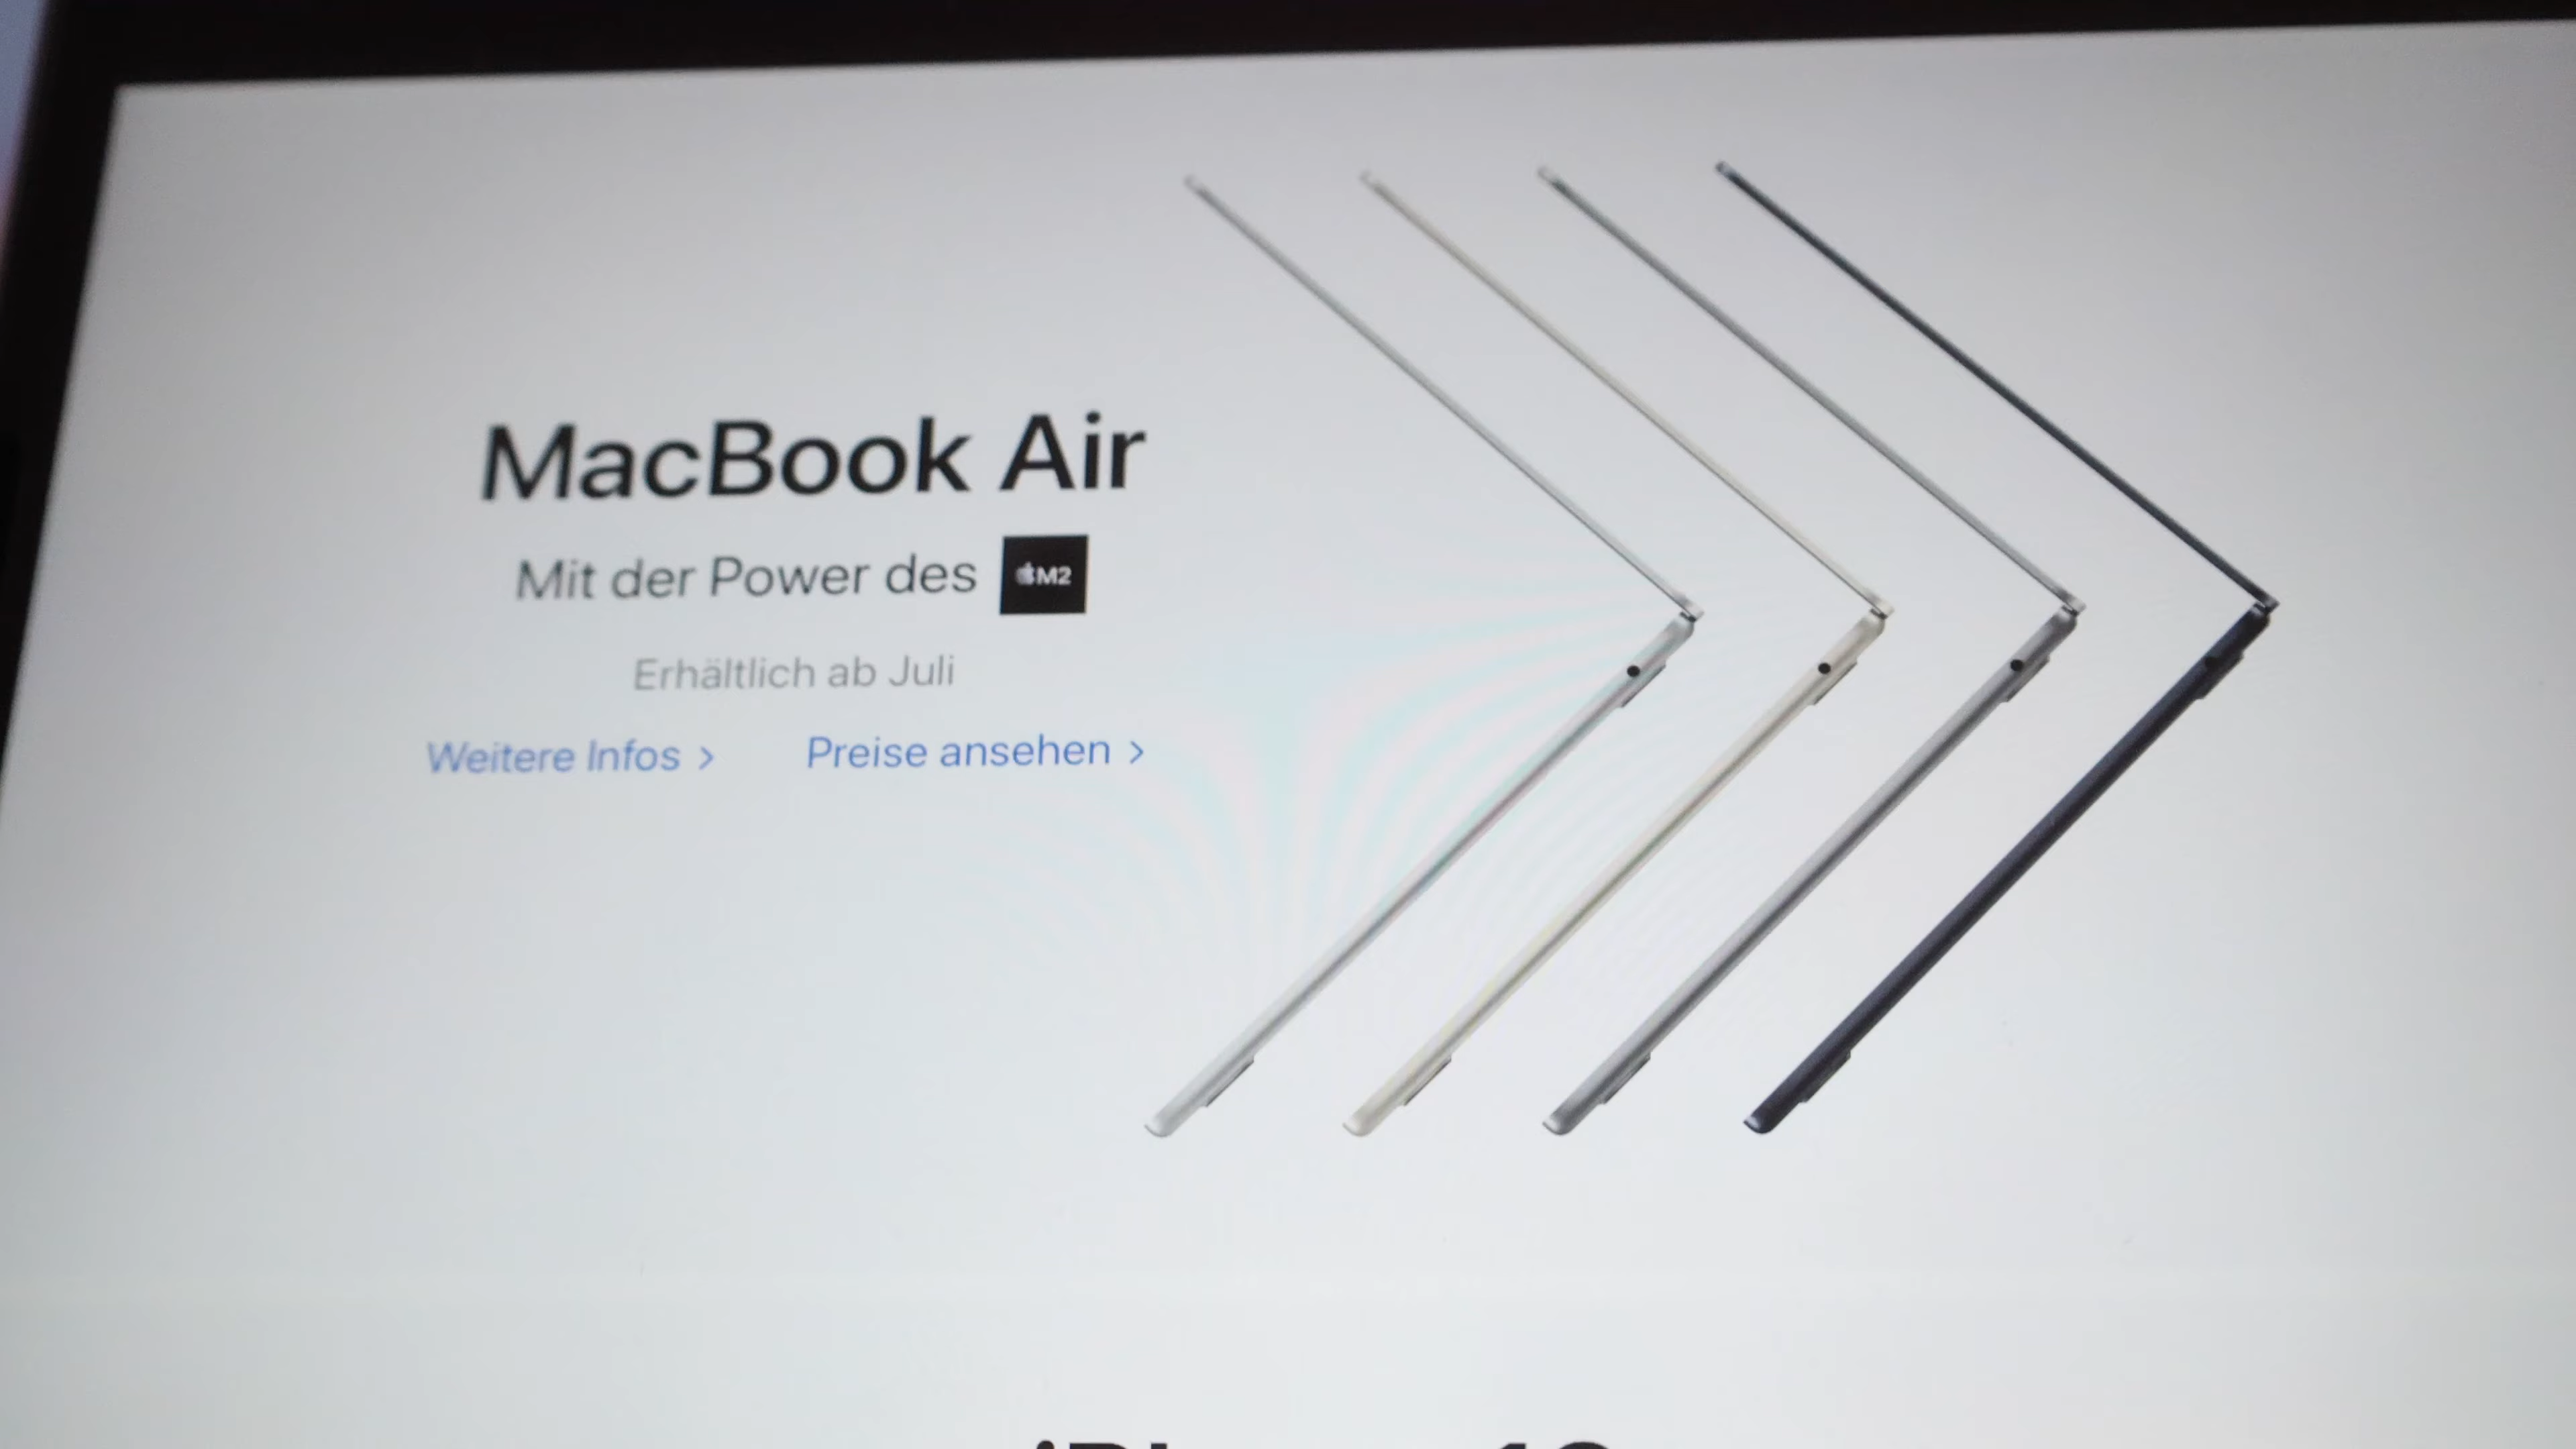 MacBook Air
Mit der Power des M2
Erhältlich ab Juli
Weitere Infos >
Preise ansehen >